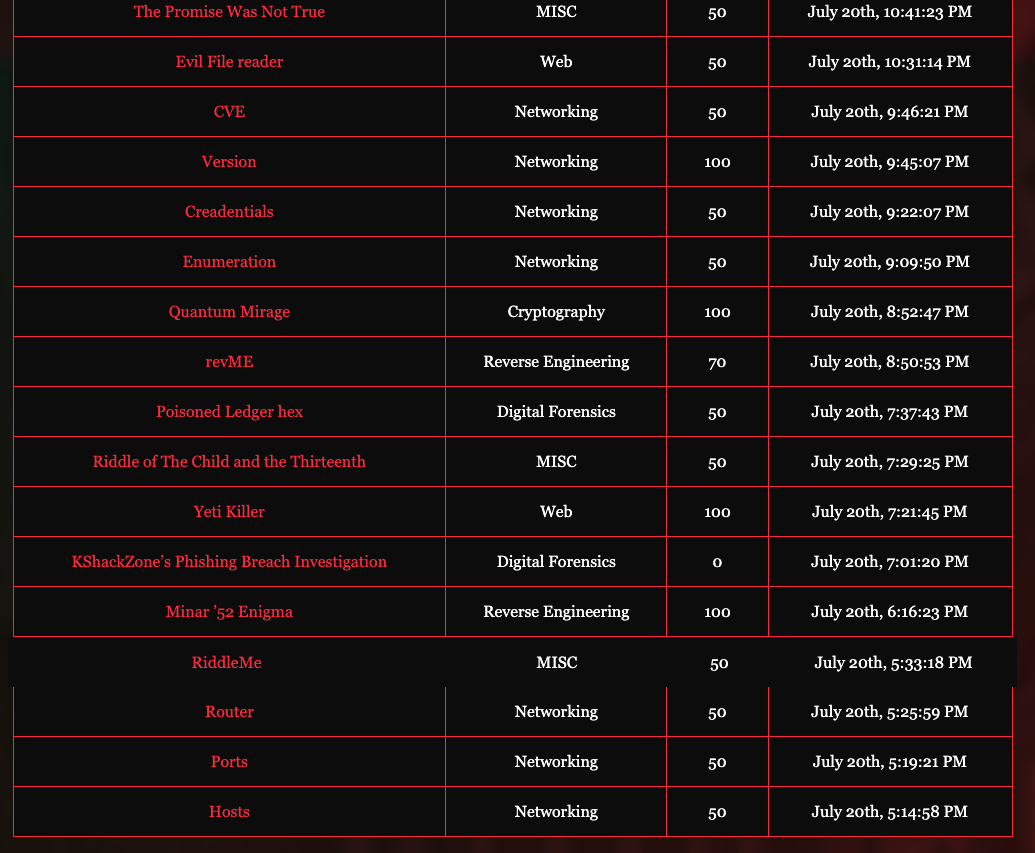 The Promise Was Not True MISC 50 July 20th, 10:41:23 PM
Evil File reader Web 50 July 20th, 10:31:14 PM
CVE Networking 50 July 20th, 9:46:21 PM
Version Networking 100 July 20th, 9:45:07 PM
Creadentials Networking 50 July 20th, 9:22:07 PM
Enumeration Networking 50 July 20th, 9:09:50 PM
Quantum Mirage Cryptography 100 July 20th, 8:52:47 PM
revME Reverse Engineering 70 July 20th, 8:50:53 PM
Poisoned Ledger hex Digital Forensics 50 July 20th, 7:37:43 PM
Riddle of The Child and the Thirteenth MISC 50 July 20th, 7:29:25 PM
Yeti Killer Web 100 July 20th, 7:21:45 PM
KShackZone’s Phishing Breach Investigation Digital Forensics 0 July 20th, 7:01:20 PM
Minar ’52 Enigma Reverse Engineering 100 July 20th, 6:16:23 PM
RiddleMe MISC 50 July 20th, 5:33:18 PM
Router Networking 50 July 20th, 5:25:59 PM
Ports Networking 50 July 20th, 5:19:21 PM
Hosts Networking 50 July 20th, 5:14:58 PM